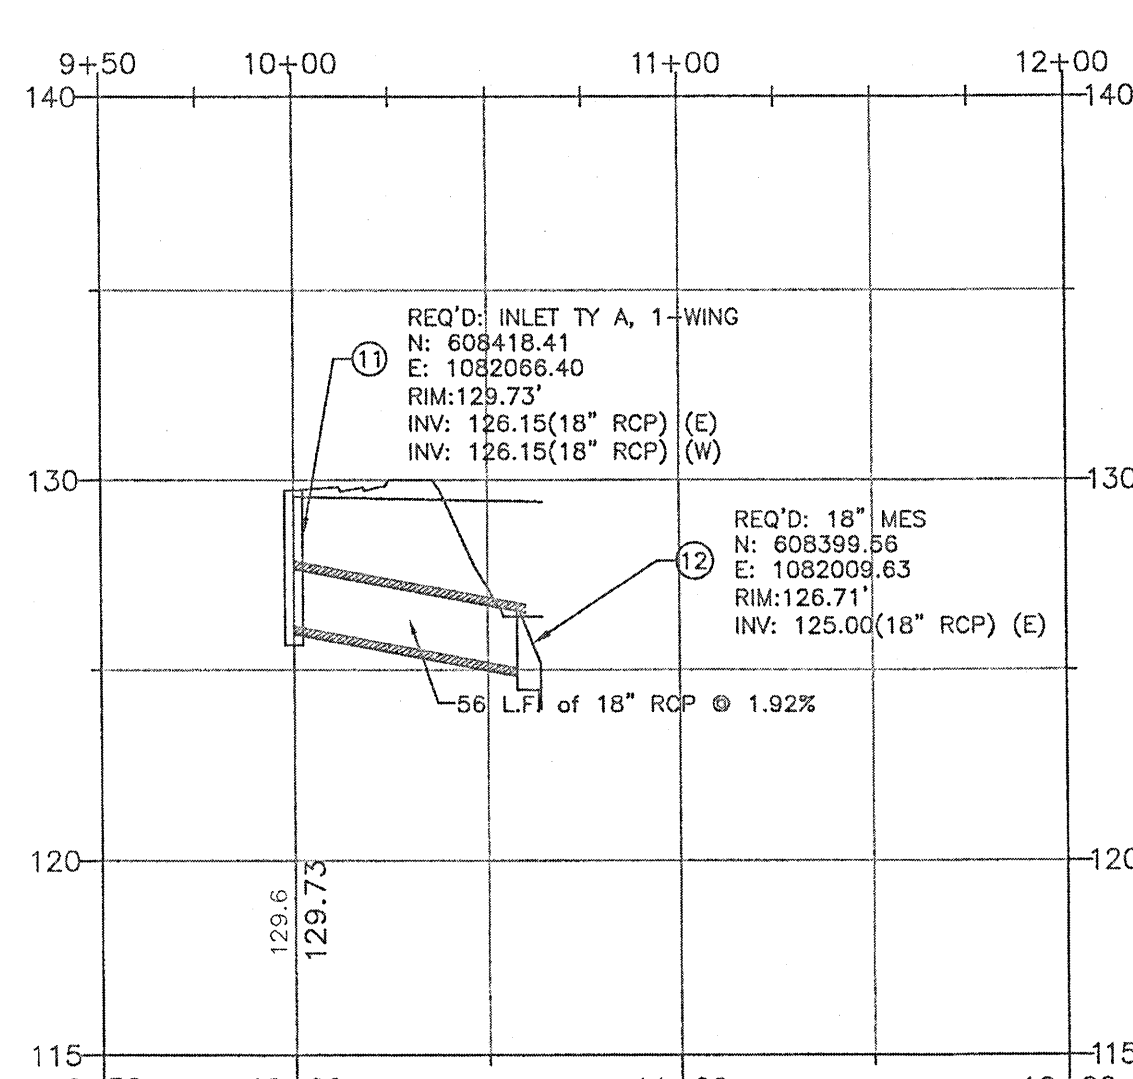 9+50 10+00 11+00 12+00
140 140
REQ'D: INLET TY A, 1-WING
N: 608418.41
E: 1082066.40
RIM:129.73'
INV: 126.15(18" RCP) (E)
INV: 126.15(18" RCP) (W)
11
130 130
REQ'D: 18" MES
N: 608399.56
E: 1082009.63
RIM:126.71'
INV: 125.00(18" RCP) (E)
12
56 L.F. of 18" RCP @ 1.92%
120 120
129.6
129.73
115 115